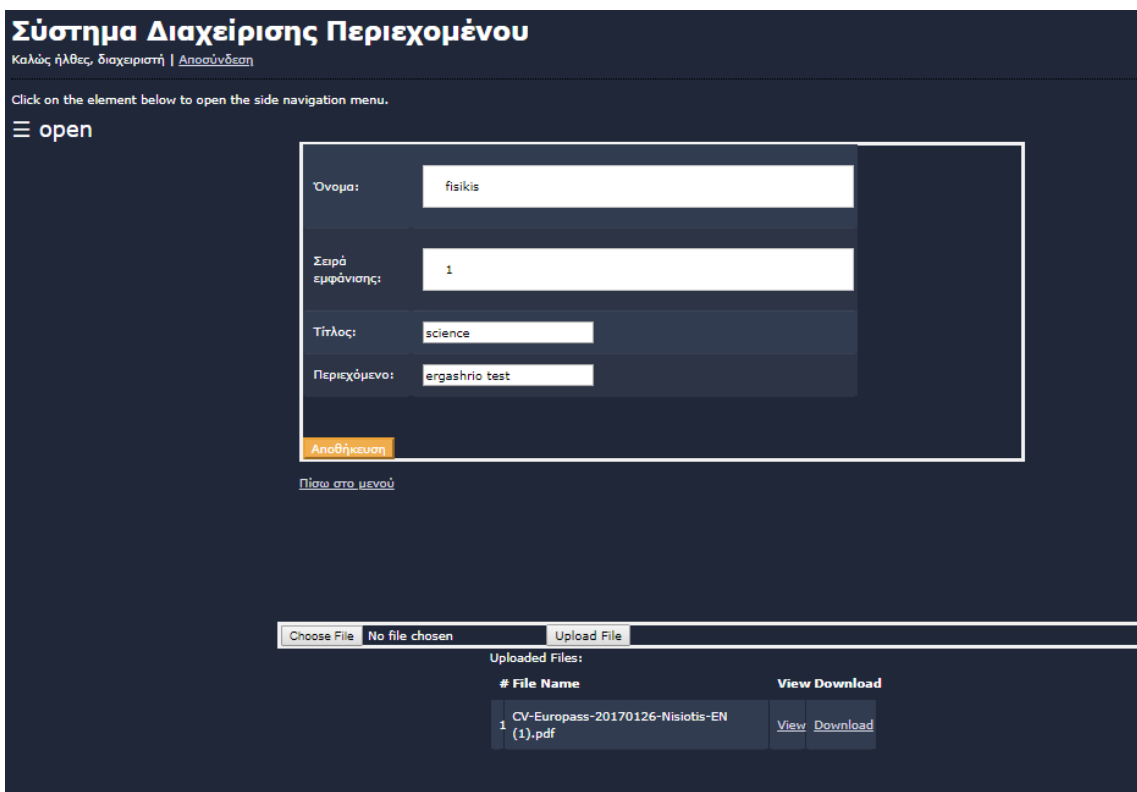 Σύστημα Διαχείρισης Περιεχομένου
Καλώς ήλθες, διαχειριστή | Αποσύνδεση
Click on the element below to open the side navigation menu.
☰ open
Όνομα: fisikis
Σειρά
εμφάνισης: 1
Τίτλος: science
Περιεχόμενο: ergashrio test
Αποθήκευση
Πίσω στο μενού
Choose File No file chosen Upload File
Uploaded Files:
# File Name View Download
1 CV-Europass-20170126-Nisiotis-EN
(1).pdf View Download